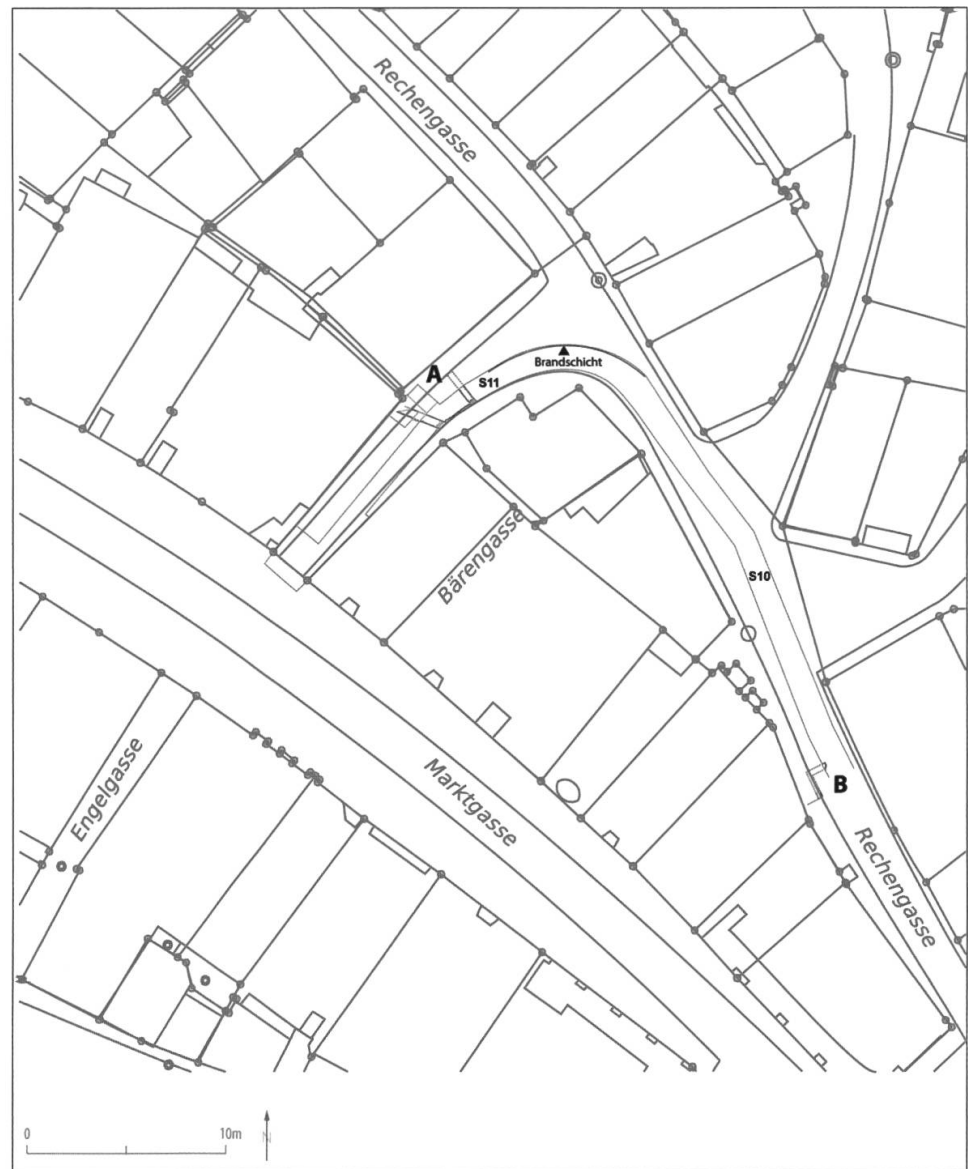 Rechengasse
A
S11
Brandschicht
Bärengasse
S10
Engelgasse
Marktgasse
B
Rechengasse
0 10m
N